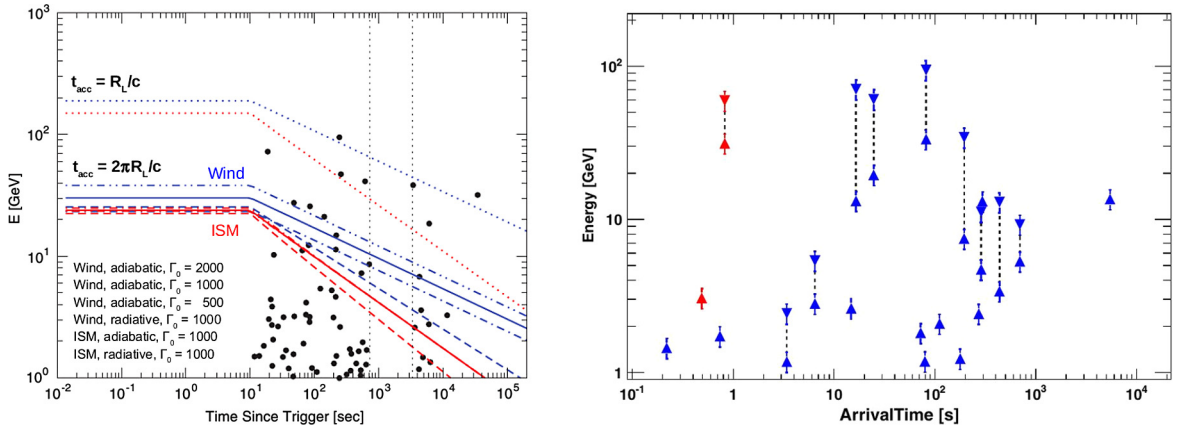 10³
10²
10¹
10⁰
E [GeV]
t_acc = R_L/c
t_acc = 2πR_L/c
Wind
ISM
Wind, adiabatic, Γ₀ = 2000
Wind, adiabatic, Γ₀ = 1000
Wind, adiabatic, Γ₀ = 500
Wind, radiative, Γ₀ = 1000
ISM, adiabatic, Γ₀ = 1000
ISM, radiative, Γ₀ = 1000
10⁻² 10⁻¹ 10⁰ 10¹ 10² 10³ 10⁴ 10⁵
Time Since Trigger [sec]
Energy [GeV]
10²
10
1
10⁻¹ 1 10 10² 10³ 10⁴
ArrivalTime [s]